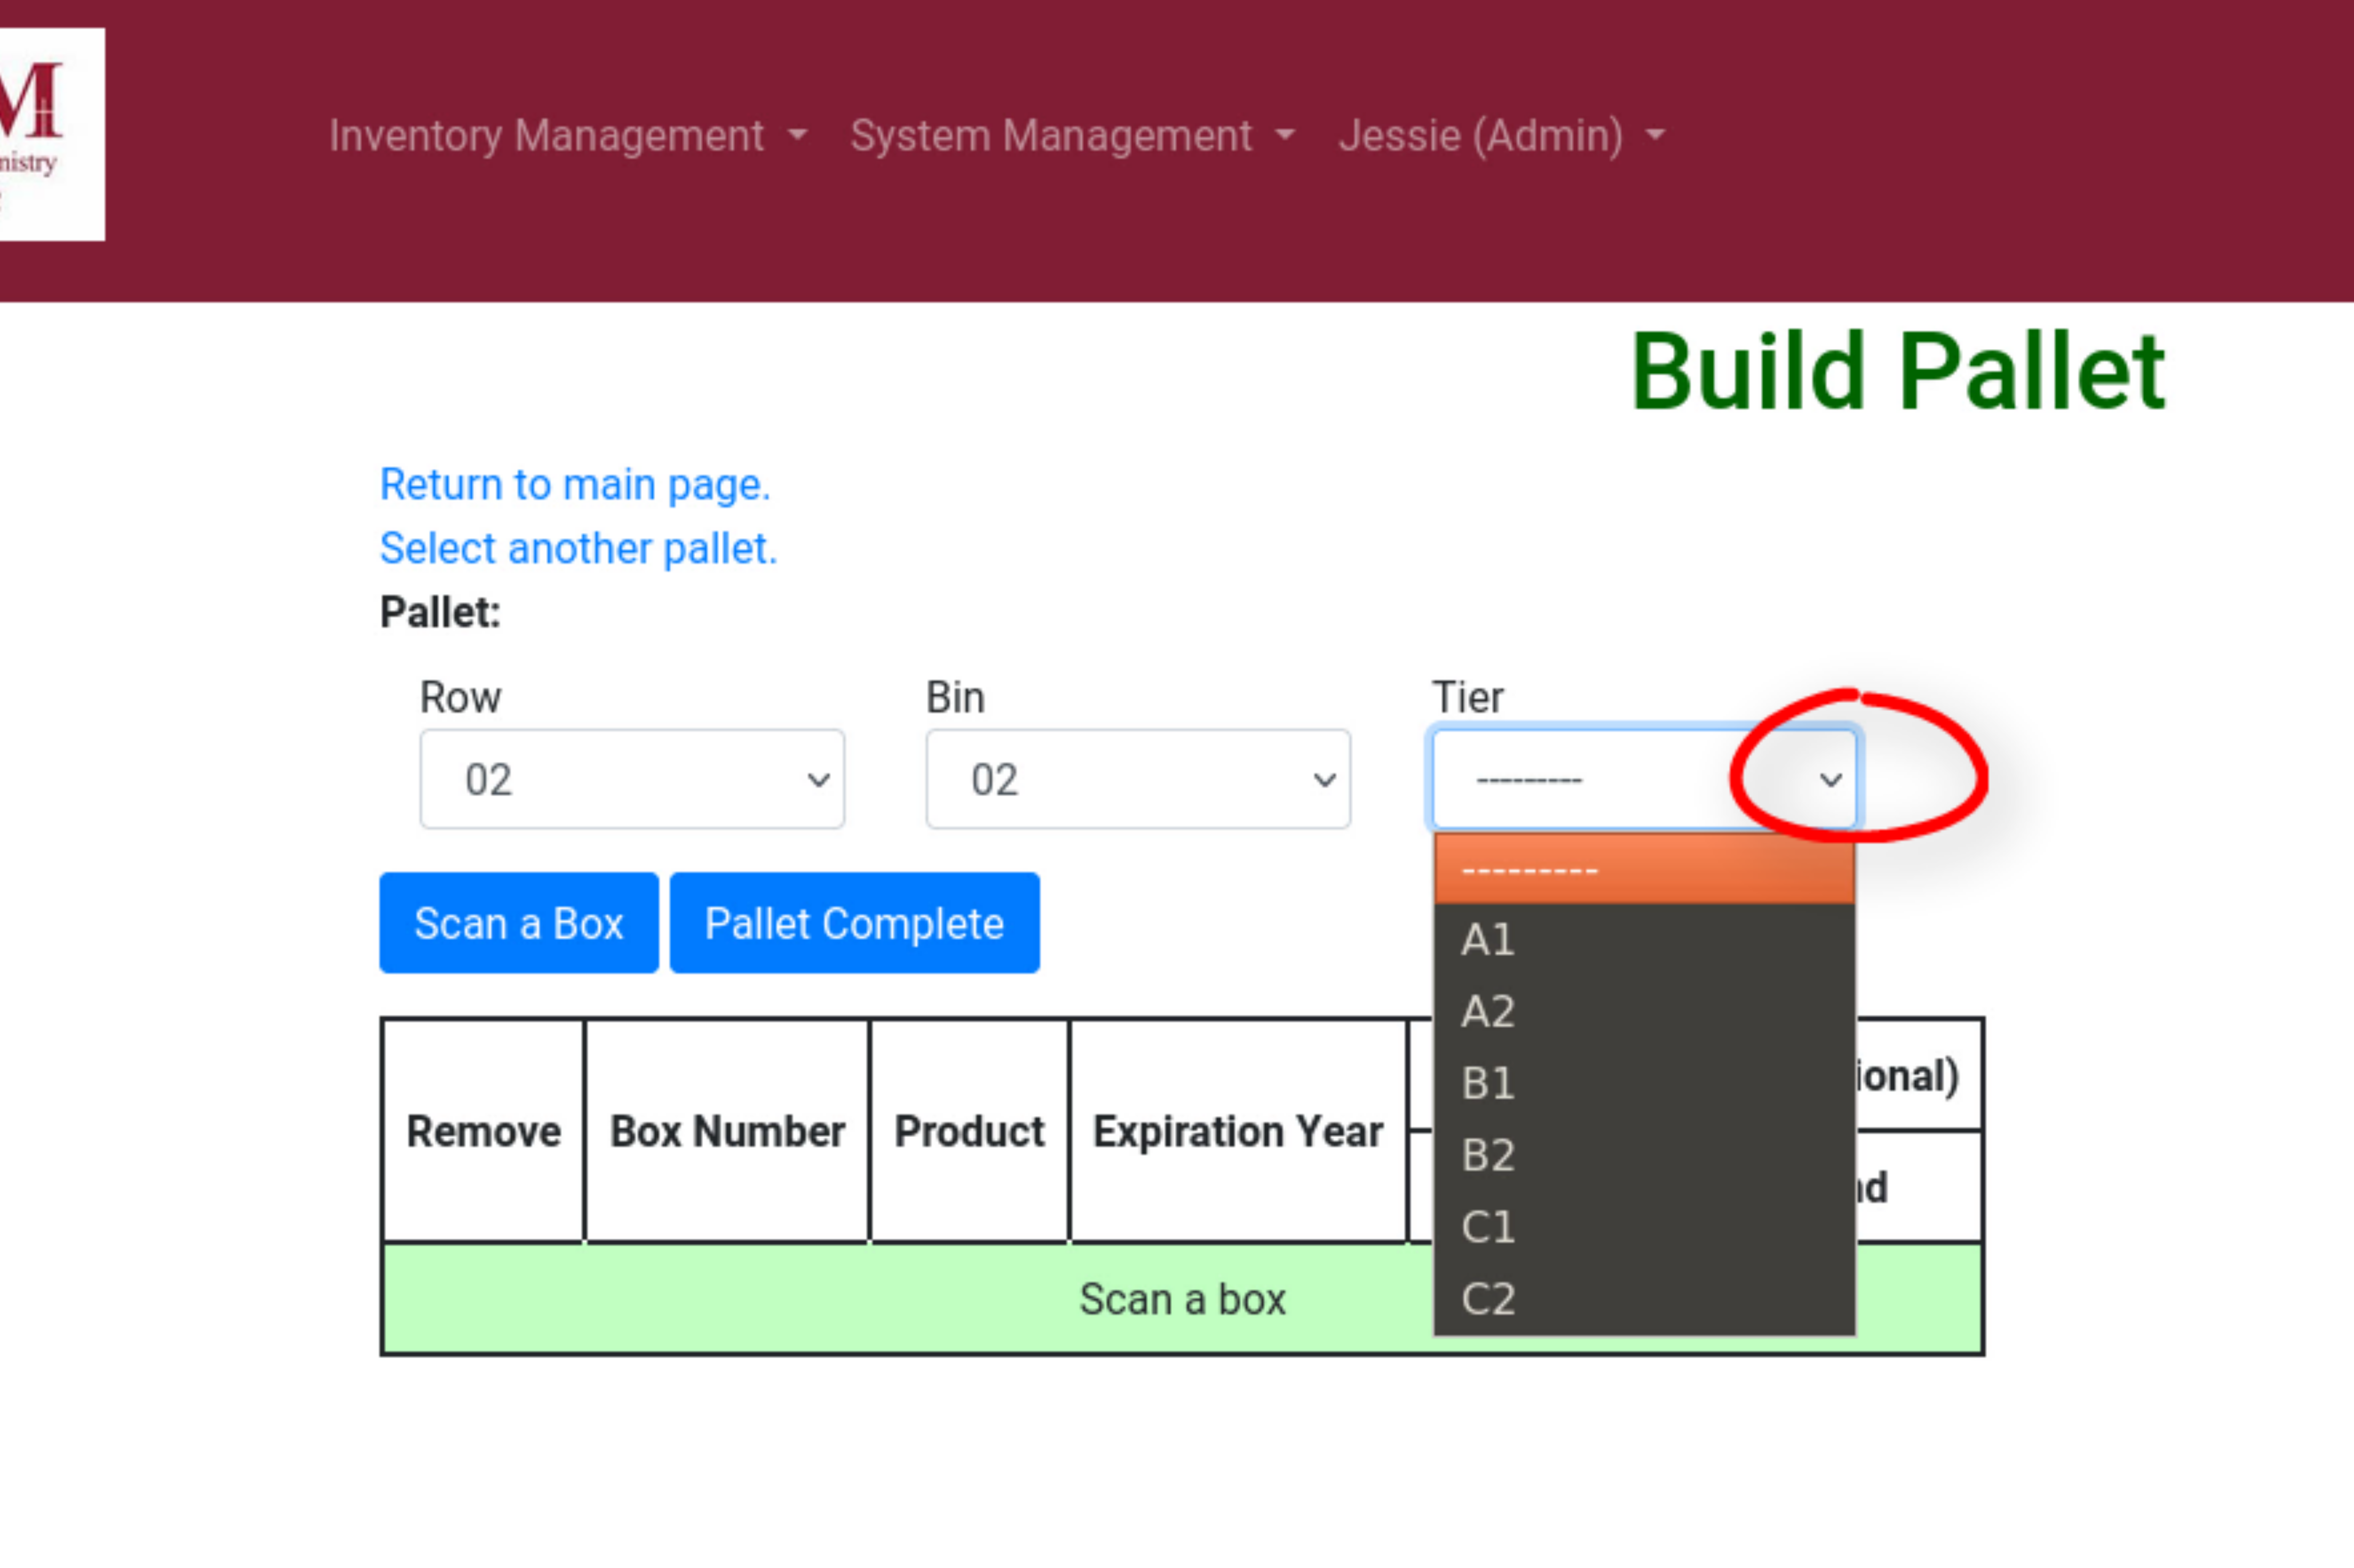 M
nistry
Inventory Management System Management Jessie (Admin)
Build Pallet
Return to main page.
Select another pallet.
Pallet:
Row Bin Tier
02 02 ---------
---------
A1
A2
B1
B2
C1
C2
Scan a Box Pallet Complete
Remove Box Number Product Expiration Year ional)
d
Scan a box